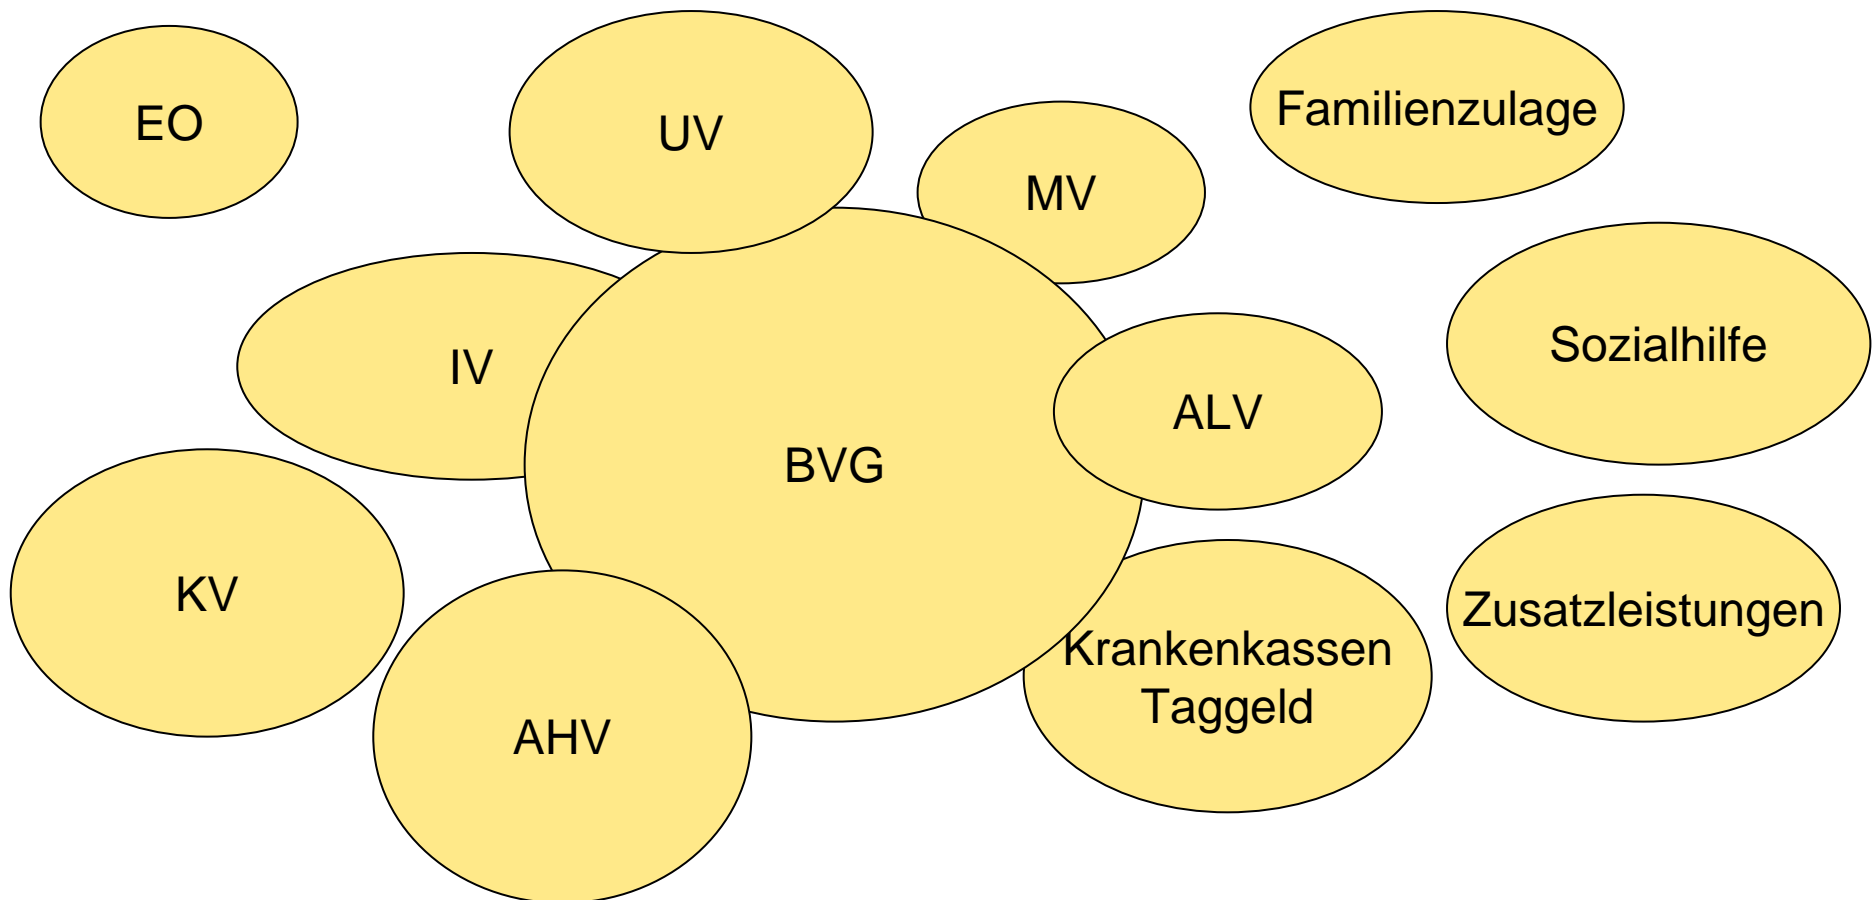 EO
UV
Familienzulage
MV
Sozialhilfe
IV
ALV
BVG
KV
Zusatzleistungen
Krankenkassen
Taggeld
AHV